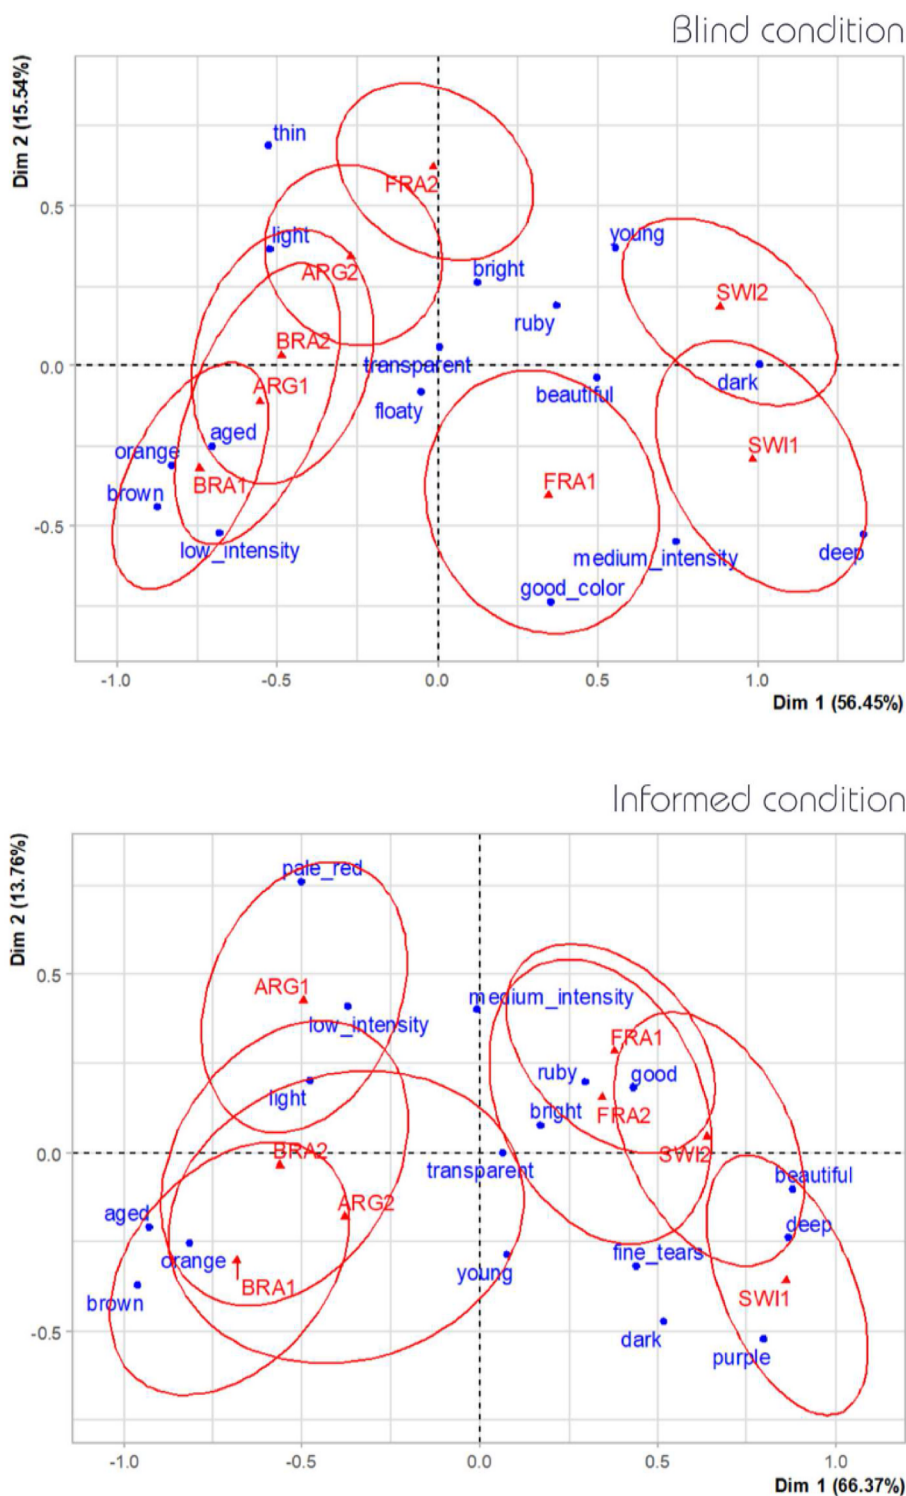 Blind condition
Dim 2 (15.54%)
thin
FRA2
0.5
light
young
ARG2
bright
SWI2
ruby
BRA2
0.0
transparent
dark
ARG1
beautiful
floaty
aged
orange
SWI1
BRA1
FRA1
brown
-0.5
low_intensity
medium_intensity
deep
good_color
-1.0 -0.5 0.0 0.5 1.0
Dim 1 (56.45%)
Informed condition
Dim 2 (13.76%)
pale_red
0.5
ARG1
medium_intensity
low_intensity
FRA1
ruby
good
light
bright
FRA2
BRA2
SWI2
0.0
transparent
beautiful
ARG2
aged
deep
orange
fine_tears
young
BRA1
SWI1
brown
-0.5
dark
purple
-1.0 -0.5 0.0 0.5 1.0
Dim 1 (66.37%)